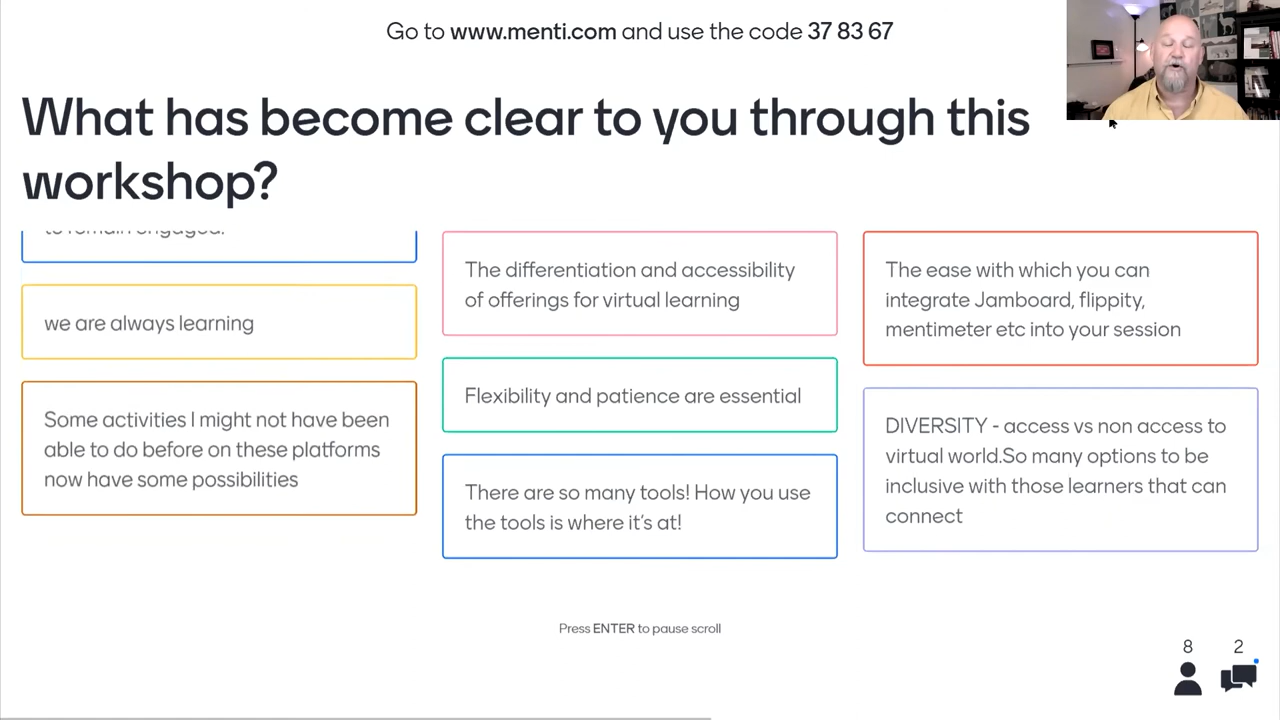 Go to www.menti.com and use the code 37 83 67
What has become clear to you through this
workshop?
to remain engaged.
we are always learning
Some activities I might not have been
able to do before on these platforms
now have some possibilities
The differentiation and accessibility
of offerings for virtual learning
Flexibility and patience are essential
There are so many tools! How you use
the tools is where it's at!
The ease with which you can
integrate Jamboard, flippity,
mentimeter etc into your session
DIVERSITY - access vs non access to
virtual world.So many options to be
inclusive with those learners that can
connect
Press ENTER to pause scroll
8 2